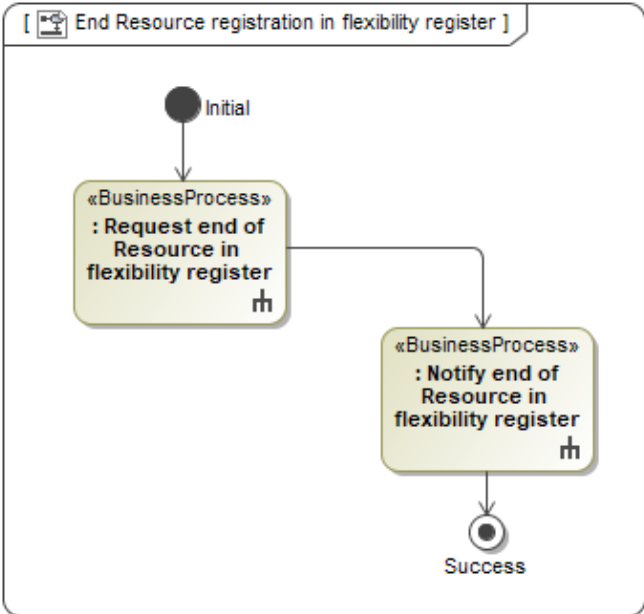 [ End Resource registration in flexibility register ]
Initial
«BusinessProcess»
: Request end of
Resource in
flexibility register
«BusinessProcess»
: Notify end of
Resource in
flexibility register
Success